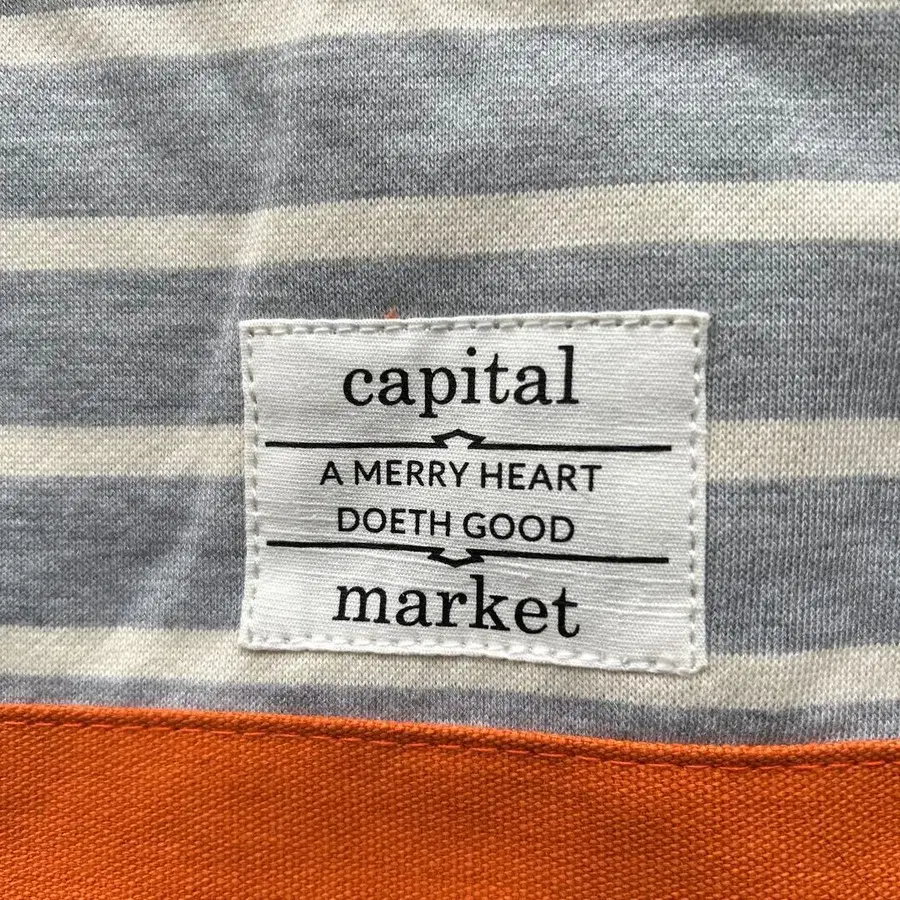 capital
A MERRY HEART
DOETH GOOD
market